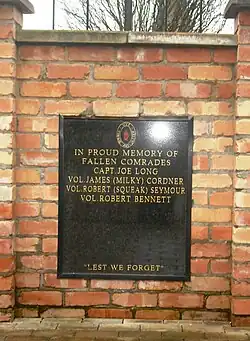 IN PROUD MEMORY OF
FALLEN COMRADES
CAPT. JOE LONG
VOL. JAMES (MILKY) CORDNER
VOL. ROBERT (SQUEAK) SEYMOUR
VOL. ROBERT BENNETT
"LEST WE FORGET"